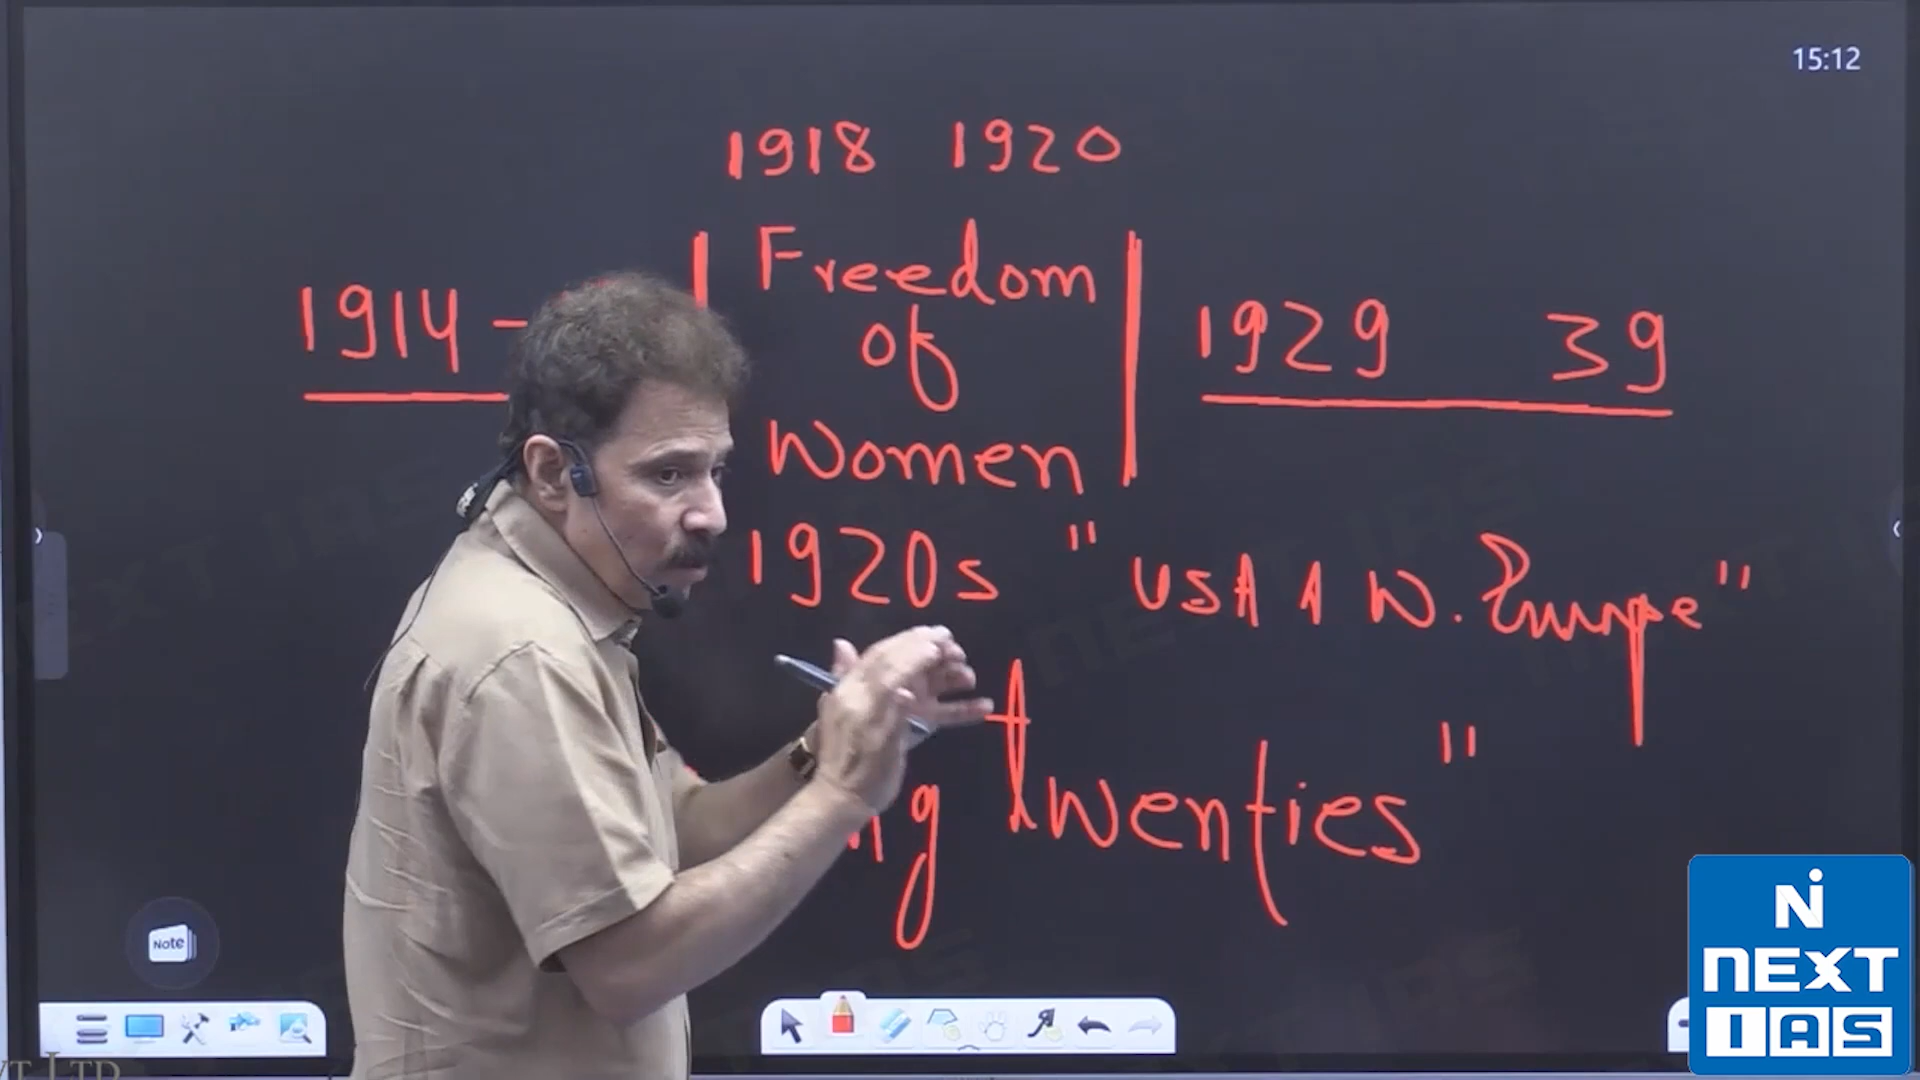 15:12
1918 1920
Freedom
1914 -
1929 39
of
Women
1920s " USA & W. Europe "
twenties "
Note
N
NEXT
IAS